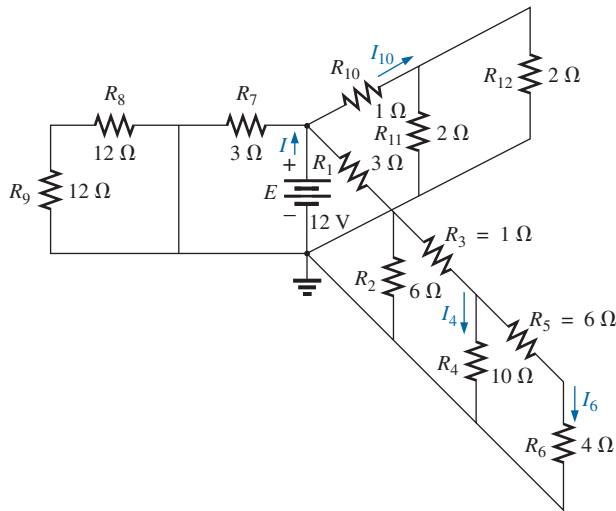 I₁₀
R₁₀
1 Ω
R₁₂ 2 Ω
R₈
R₇
12 Ω
3 Ω
I
R₁₁ 2 Ω
+
R₁
3 Ω
R₉ 12 Ω
E
−
12 V
R₃ = 1 Ω
R₂
6 Ω
I₄
R₅ = 6 Ω
R₄
10 Ω
I₆
R₆ 4 Ω